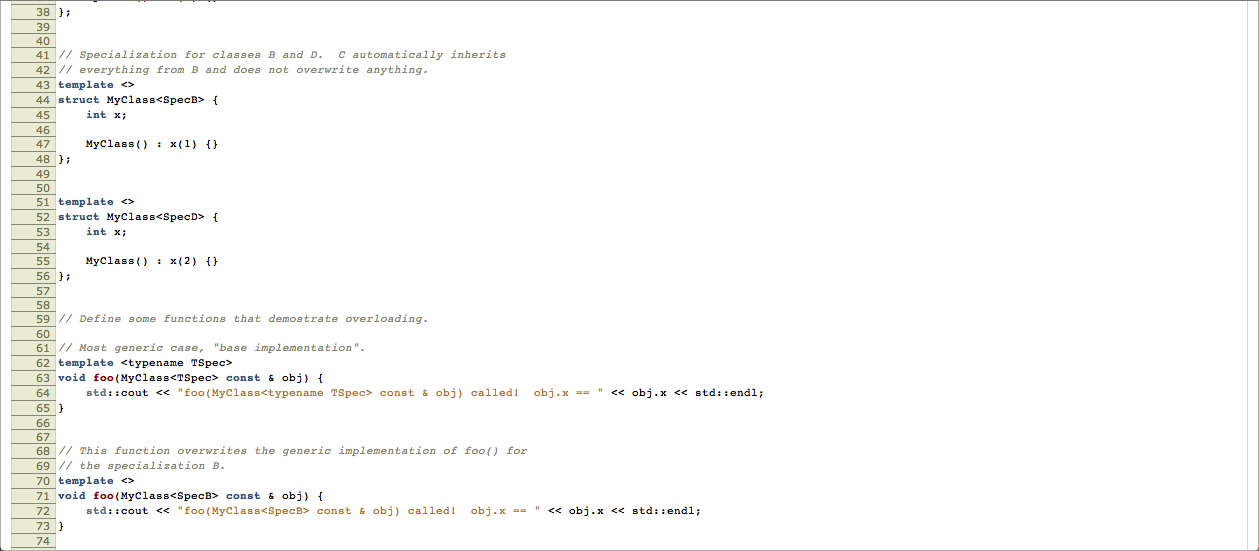 38 };
39
40
41 // Specialization for classes B and D.  C automatically inherits
42 // everything from B and does not overwrite anything.
43 template <>
44 struct MyClass<SpecB> {
45     int x;
46
47     MyClass() : x(1) {}
48 };
49
50
51 template <>
52 struct MyClass<SpecD> {
53     int x;
54
55     MyClass() : x(2) {}
56 };
57
58
59 // Define some functions that demostrate overloading.
60
61 // Most generic case, "base implementation".
62 template <typename TSpec>
63 void foo(MyClass<TSpec> const & obj) {
64     std::cout << "foo(MyClass<typename TSpec> const & obj) called!  obj.x == " << obj.x << std::endl;
65 }
66
67
68 // This function overwrites the generic implementation of foo() for
69 // the specialization B.
70 template <>
71 void foo(MyClass<SpecB> const & obj) {
72     std::cout << "foo(MyClass<SpecB> const & obj) called!  obj.x == " << obj.x << std::endl;
73 }
74